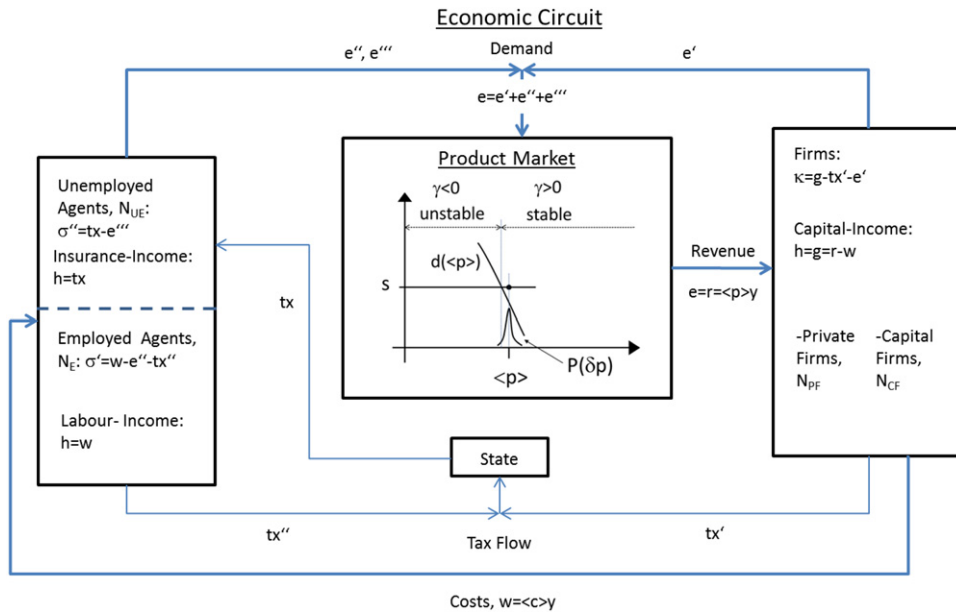 Economic Circuit
e‘‘, e‘‘‘
Demand
e‘
e=e‘+e‘‘+e‘‘‘
Unemployed
Agents, N_UE:
σ‘‘=tx-e‘‘‘
Insurance-Income:
h=tx
Employed Agents,
N_E: σ‘=w-e‘‘-tx‘‘
Labour- Income:
h=w
Product Market
γ<0
unstable
γ>0
stable
d(<p>)
s
<p>
P(δp)
Revenue
e=r=<p>y
Firms:
κ=g-tx‘-e‘
Capital-Income:
h=g=r-w
-Private
Firms,
N_PF
-Capital
Firms,
N_CF
tx
State
tx‘‘
Tax Flow
tx‘
Costs, w=<c>y